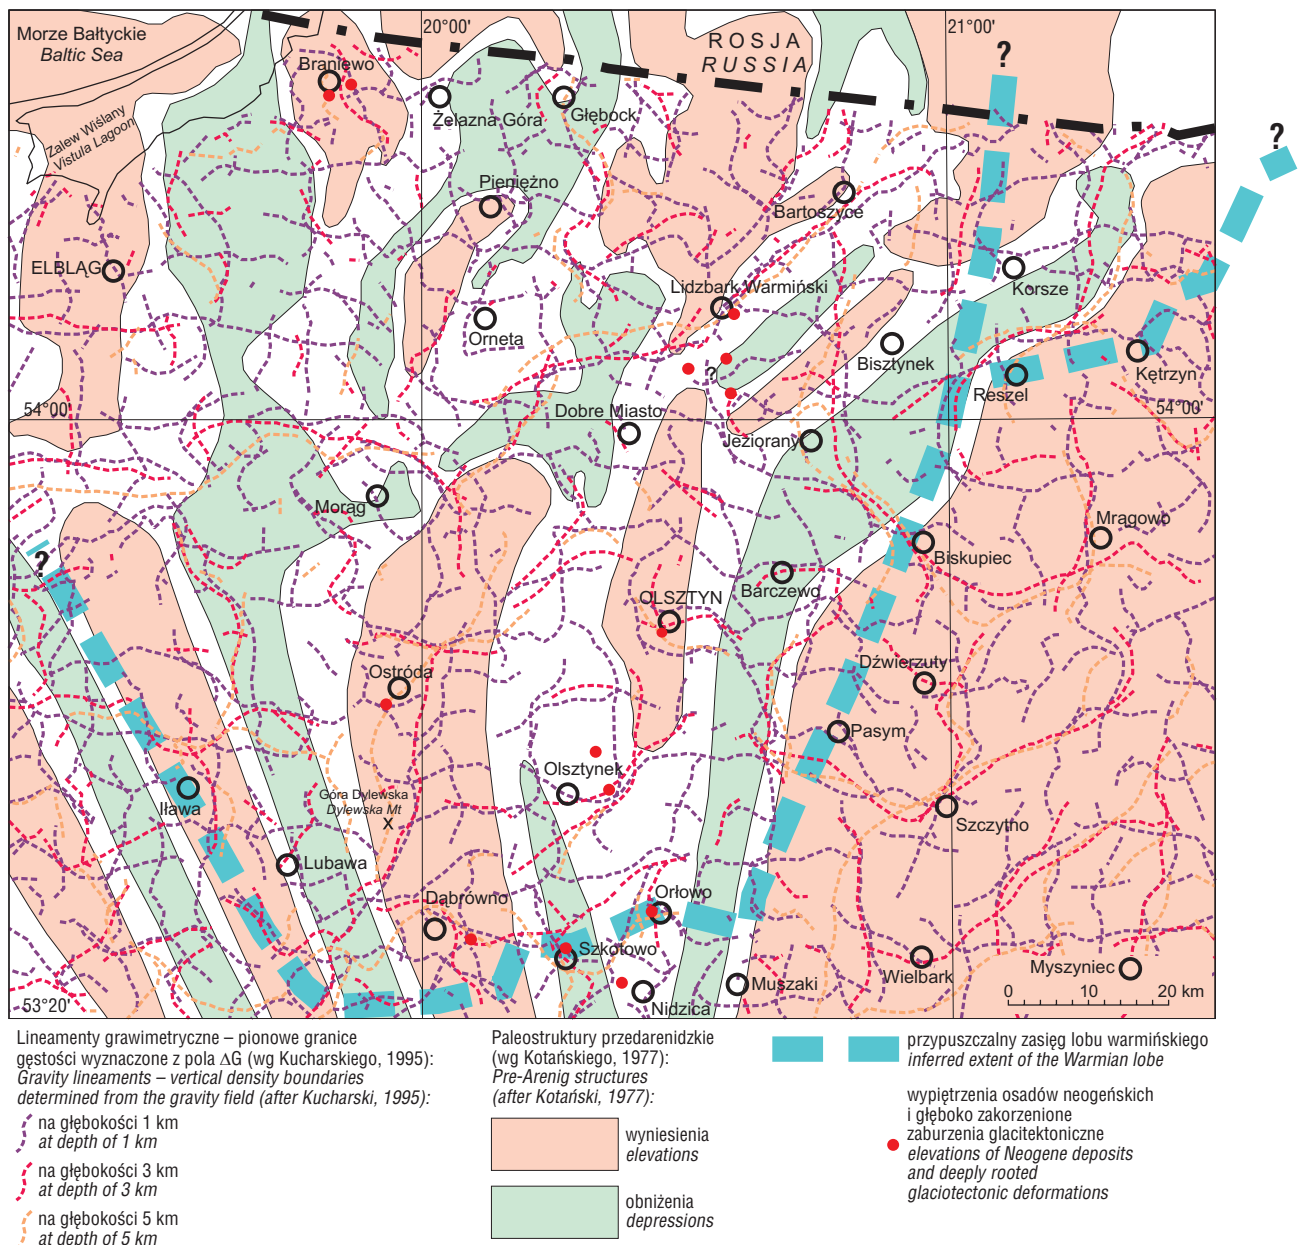 Morze Bałtyckie
Baltic Sea
20°00'
ROSJA
RUSSIA
21°00'
?
Braniewo
Żelazna Góra
Głębock
Zalew Wiślany
Vistula Lagoon
?
Pieniężno
Bartoszyce
ELBLĄG
Lidzbark Warmiński
Korsze
Orneta
Bisztynek
Kętrzyn
?
Reszel
54°00'
Dobre Miasto
54°00'
Jeziorany
Morąg
Mrągowo
?
Biskupiec
OLSZTYN
Barczewo
Ostróda
Dźwierzuty
Pasym
Olsztynek
Góra Dylewska
Dylewska Mt
x
Iława
Szczytno
Lubawa
Dąbrówno
Orłowo
Szkotowo
Muszaki
Wielbark
Myszyniec
53°20'
Nidzica
0 10 20 km
Lineamenty grawimetryczne – pionowe granice
gęstości wyznaczone z pola ΔG (wg Kucharskiego, 1995):
Gravity lineaments – vertical density boundaries
determined from the gravity field (after Kucharski, 1995):
na głębokości 1 km
at depth of 1 km
na głębokości 3 km
at depth of 3 km
na głębokości 5 km
at depth of 5 km
Paleostruktury przedarenidzkie
(wg Kotańskiego, 1977):
Pre-Arenig structures
(after Kotański, 1977):
wyniesienia
elevations
obniżenia
depressions
przypuszczalny zasięg lobu warmińskiego
inferred extent of the Warmian lobe
wypiętrzenia osadów neogeńskich
i głęboko zakorzenione
zaburzenia glacitektoniczne
elevations of Neogene deposits
and deeply rooted
glaciotectonic deformations